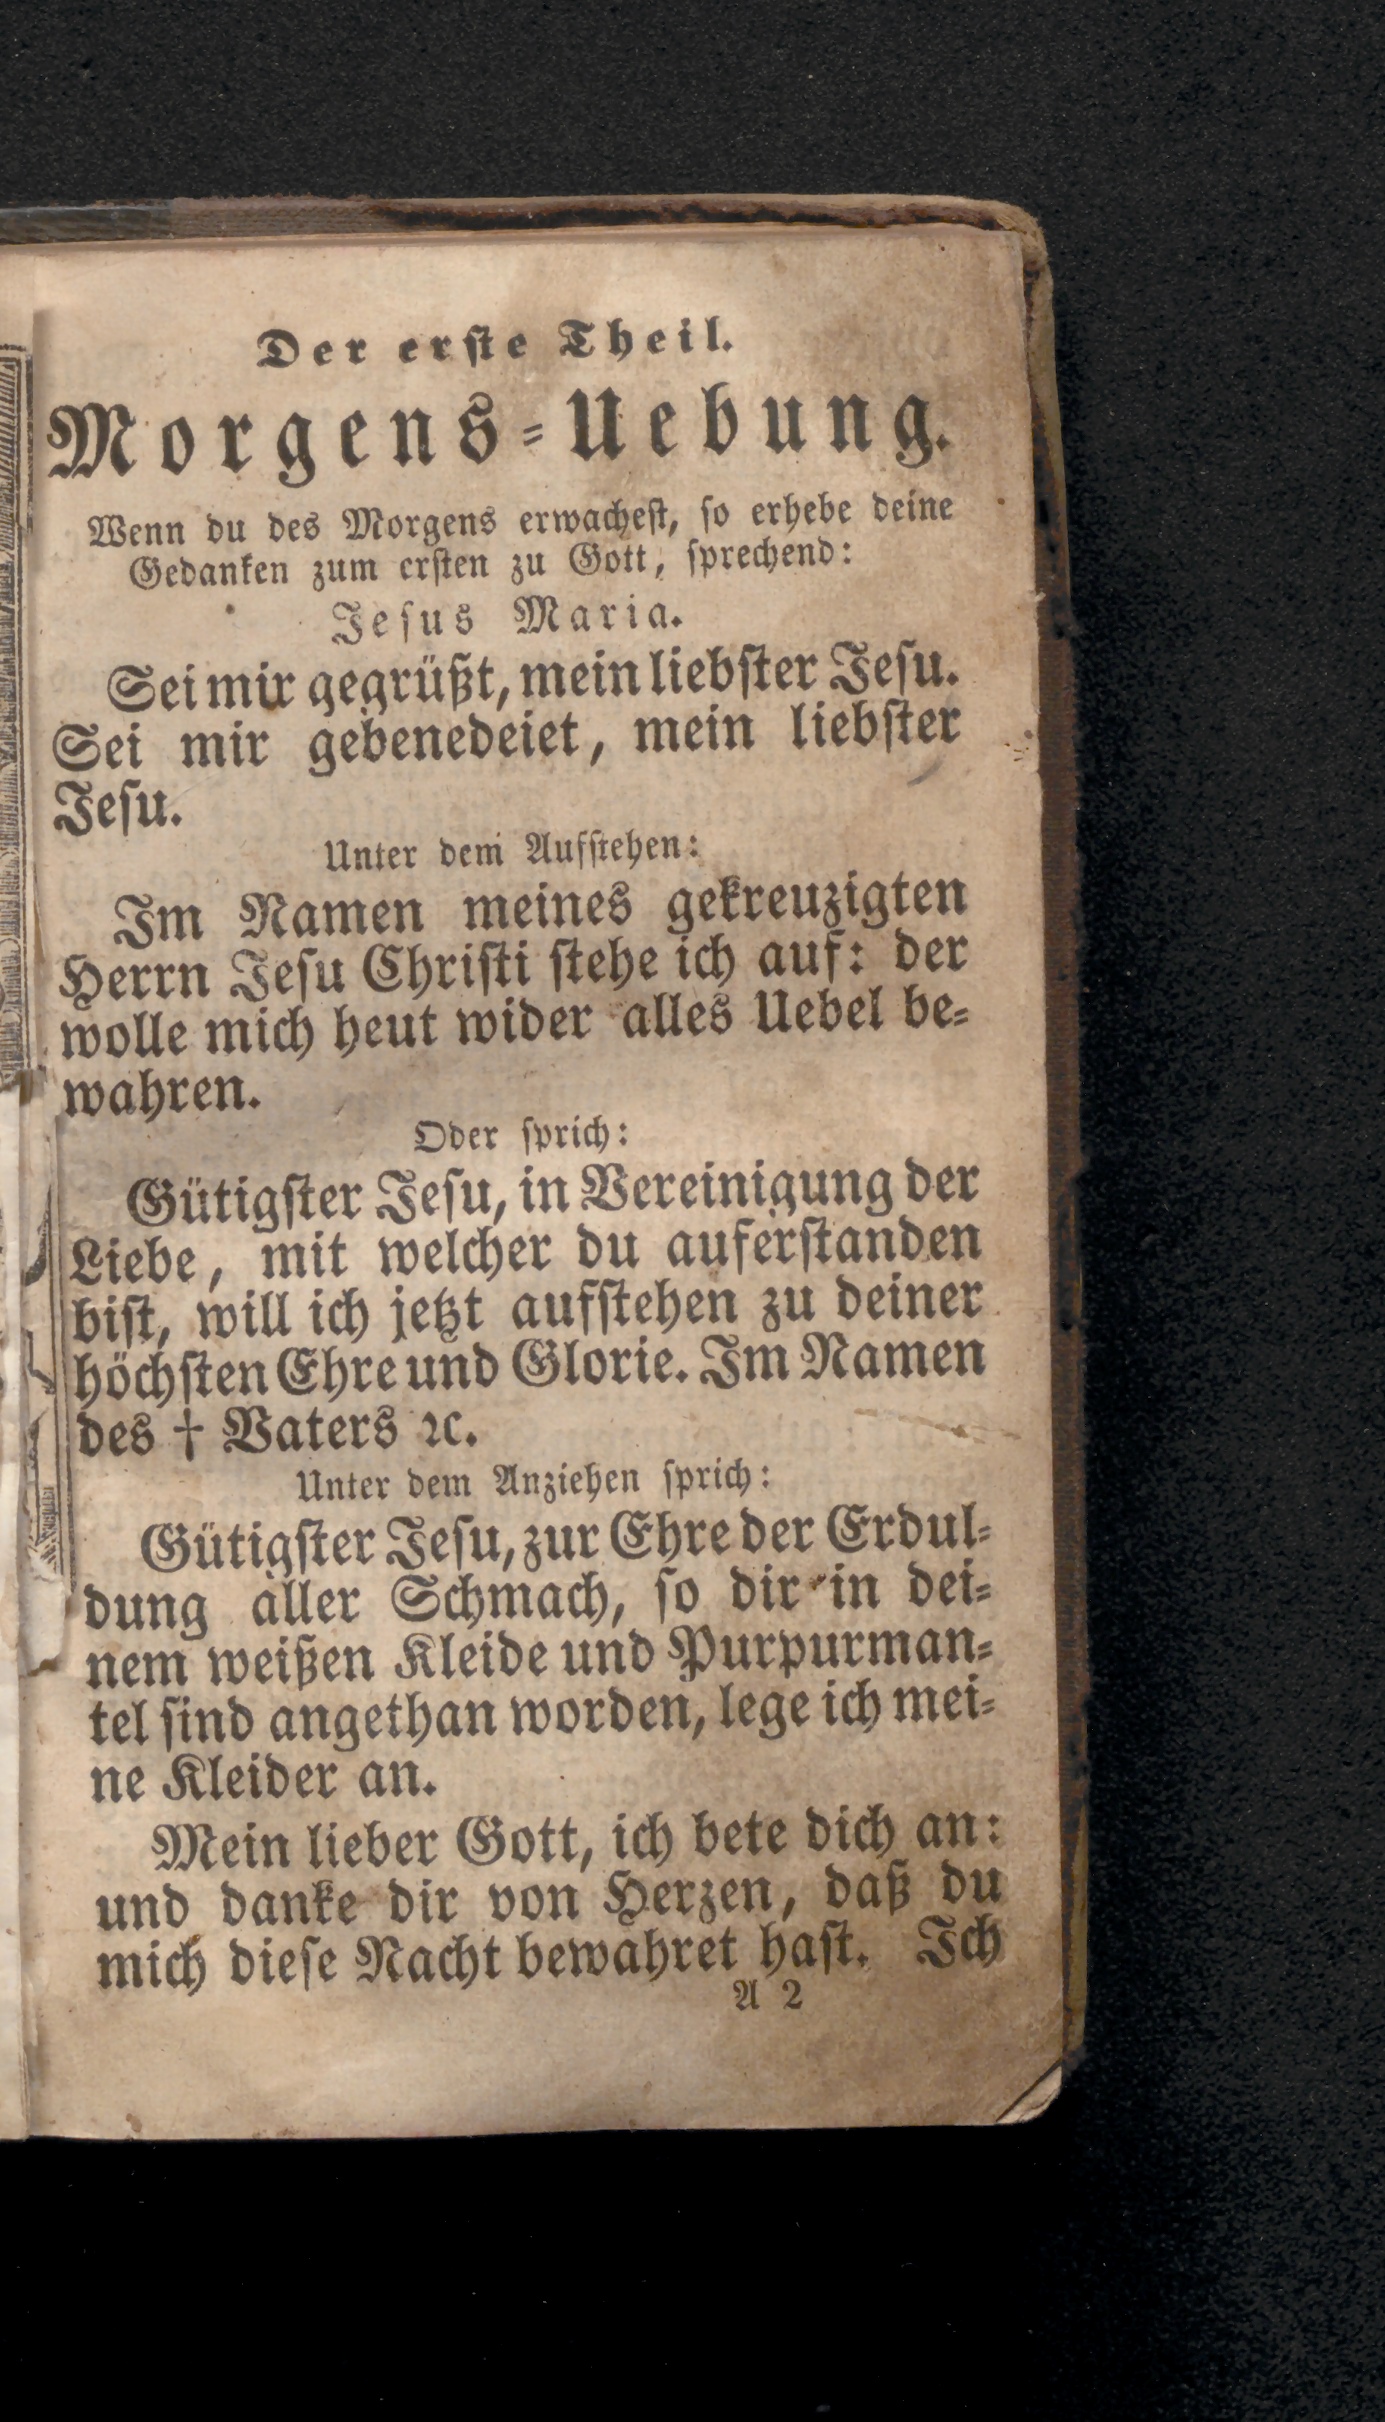 Der erste Theil.
Morgens-Uebung.
Wenn du des Morgens erwachest, so erhebe deine
Gedanken zum ersten zu Gott, sprechend:
Jesus Maria.
Sei mir gegrüßt, mein liebster Jesu.
Sei mir gebenedeiet, mein liebster
Jesu.
Unter dem Aufstehen:
Im Namen meines gekreuzigten
Herrn Jesu Christi stehe ich auf: der
wolle mich heut wider alles Uebel be-
wahren.
Oder sprich:
Gütigster Jesu, in Vereinigung der
Liebe, mit welcher du auferstanden
bist, will ich jetzt aufstehen zu deiner
höchsten Ehre und Glorie. Im Namen
des † Vaters ꝛc.
Unter dem Anziehen sprich:
Gütigster Jesu, zur Ehre der Erdul-
dung aller Schmach, so dir in dei-
nem weißen Kleide und Purpurman-
tel sind angethan worden, lege ich mei-
ne Kleider an.
Mein lieber Gott, ich bete dich an:
und danke dir von Herzen, daß du
mich diese Nacht bewahret hast. Ich
A 2